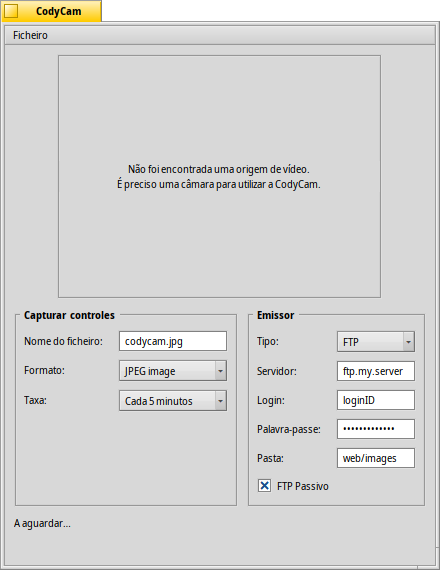 CodyCam
Ficheiro
Não foi encontrada uma origem de vídeo.
É preciso uma câmara para utilizar a CodyCam.
Capturar controles
Nome do ficheiro: codycam.jpg
Formato: JPEG image
Taxa: Cada 5 minutos
Emissor
Tipo: FTP
Servidor: ftp.my.server
Login: loginID
Palavra-passe: •••••••••••••
Pasta: web/images
FTP Passivo
A aguardar...